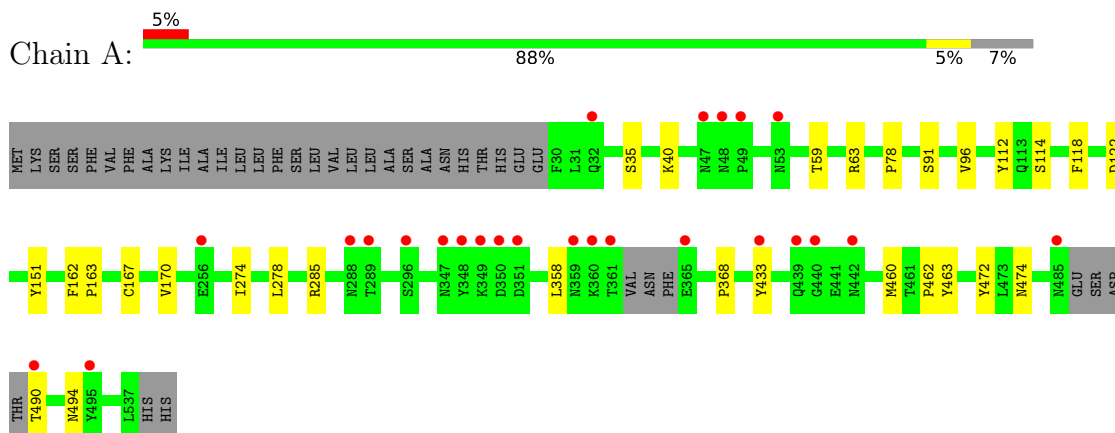 5%
Chain A:
88% 5% 7%
MET LYS SER SER PHE VAL PHE ALA LYS ILE ALA ILE LEU LEU PHE SER LEU VAL LEU LEU ALA SER ALA ASN HIS THR HIS GLU GLU F30 L31 Q32 S35 K40 N47 N48 P49 N53 T59 R63 P78 S91 V96 Y112 Q113 S114 F118
Y151 F162 P163 C167 V170 E256 I274 L278 R285 N288 T289 S296 N347 Y348 K349 D350 D351 L358 N359 K360 T361 VAL ASN PHE E365 P368 Y433 Q439 G440 E441 N442 M460 T461 P462 Y463 Y472 L473 N474 N485 GLU SER ASP
THR T490 N494 Y495 L537 HIS HIS